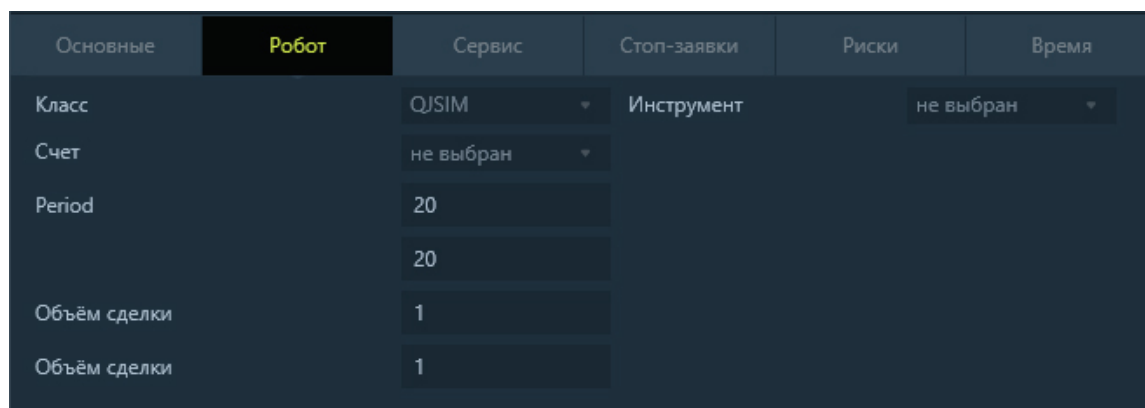 Основные Робот Сервис Стоп-заявки Риски Время
Класс QJSIM Инструмент не выбран
Счет не выбран
Period 20
20
Объём сделки 1
Объём сделки 1